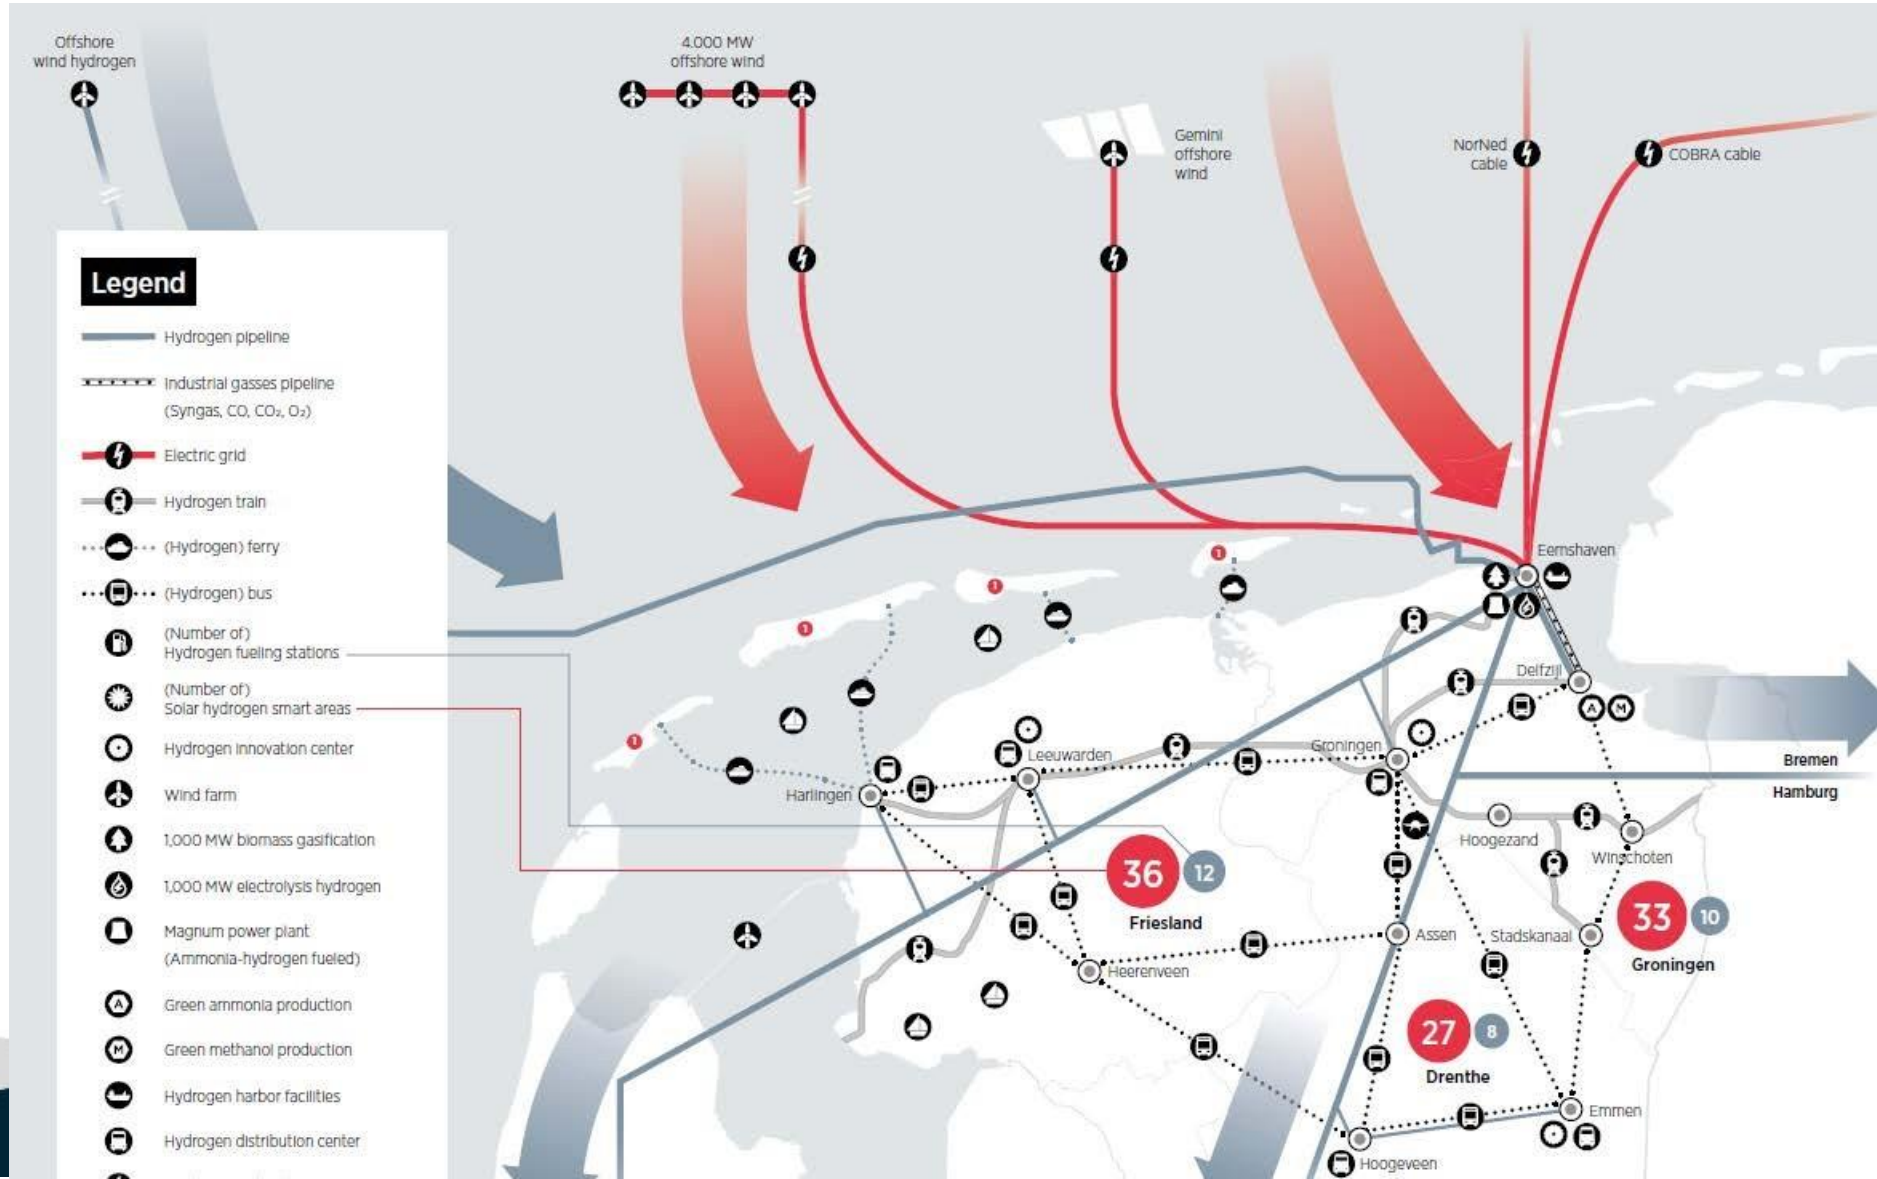 Offshore
wind hydrogen
4.000 MW
offshore wind
Gemini
offshore
wind
NorNed
cable
COBRA cable
Legend
Hydrogen pipeline
Industrial gasses pipeline
(Syngas, CO, CO₂, O₂)
Electric grid
Hydrogen train
(Hydrogen) ferry
(Hydrogen) bus
(Number of)
Hydrogen fueling stations
(Number of)
Solar hydrogen smart areas
Hydrogen innovation center
Wind farm
1,000 MW biomass gasification
1,000 MW electrolysis hydrogen
Magnum power plant
(Ammonia-hydrogen fueled)
A
Green ammonia production
M
Green methanol production
Hydrogen harbor facilities
Hydrogen distribution center
1
1
1
1
Eemshaven
Delfzijl
A M
Groningen
Leeuwarden
Harlingen
Bremen
Hamburg
Hoogezand
Winschoten
36 12
Friesland
33 10
Groningen
Assen
Stadskanaal
Heerenveen
27 8
Drenthe
Emmen
Hoogeveen